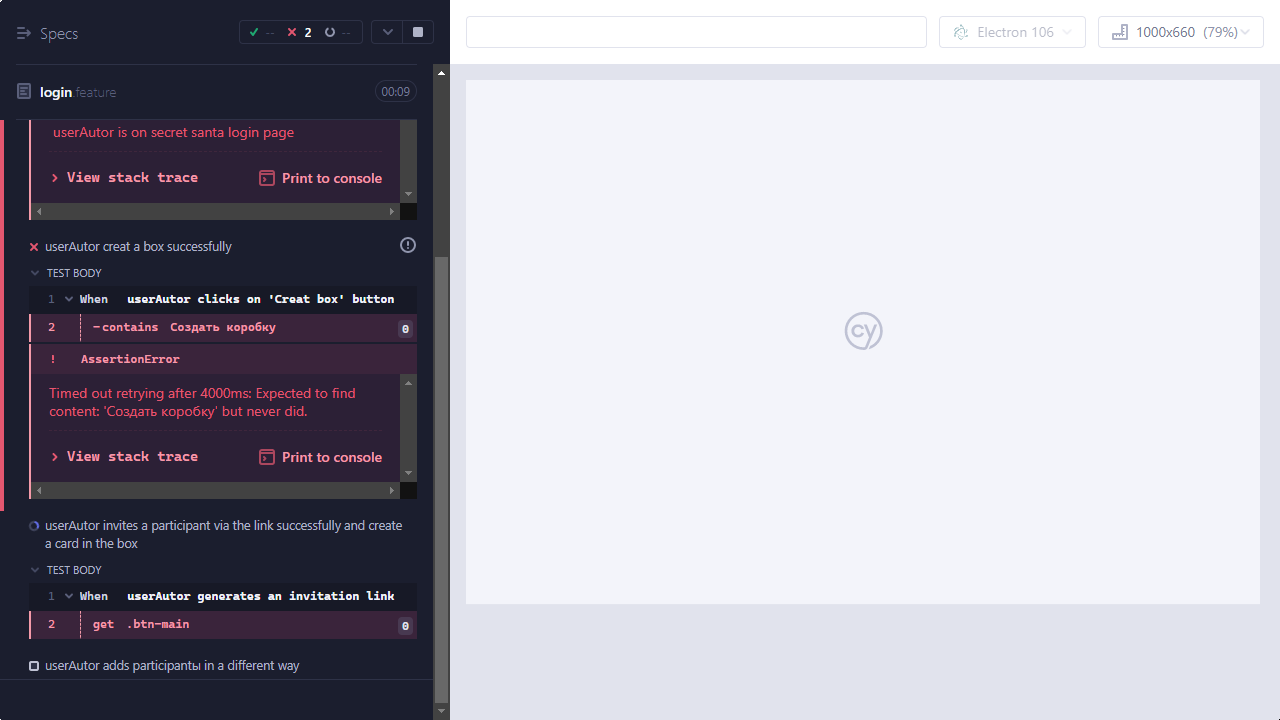 Specs
-- 2 --
login.feature
00:09
userAutor is on secret santa login page
View stack trace
Print to console
userAutor creat a box successfully
TEST BODY
1 When userAutor clicks on 'Creat box' button
2 -contains Создать коробку 0
! AssertionError
Timed out retrying after 4000ms: Expected to find
content: 'Создать коробку' but never did.
View stack trace
Print to console
userAutor invites a participant via the link successfully and create
a card in the box
TEST BODY
1 When userAutor generates an invitation link
2 get .btn-main 0
userAutor adds participantы in a different way
Electron 106
1000x660 (79%)
cy